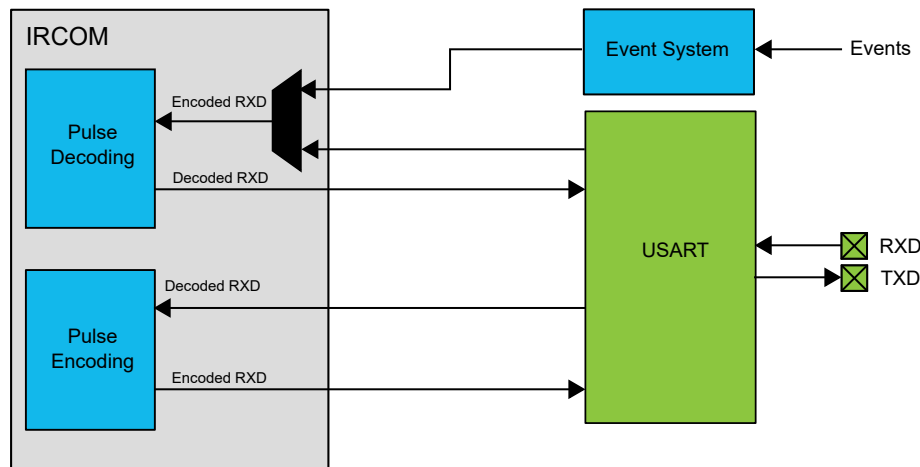 IRCOM
Event System
Events
Encoded RXD
Pulse
Decoding
Decoded RXD
USART
RXD
TXD
Decoded RXD
Pulse
Encoding
Encoded RXD